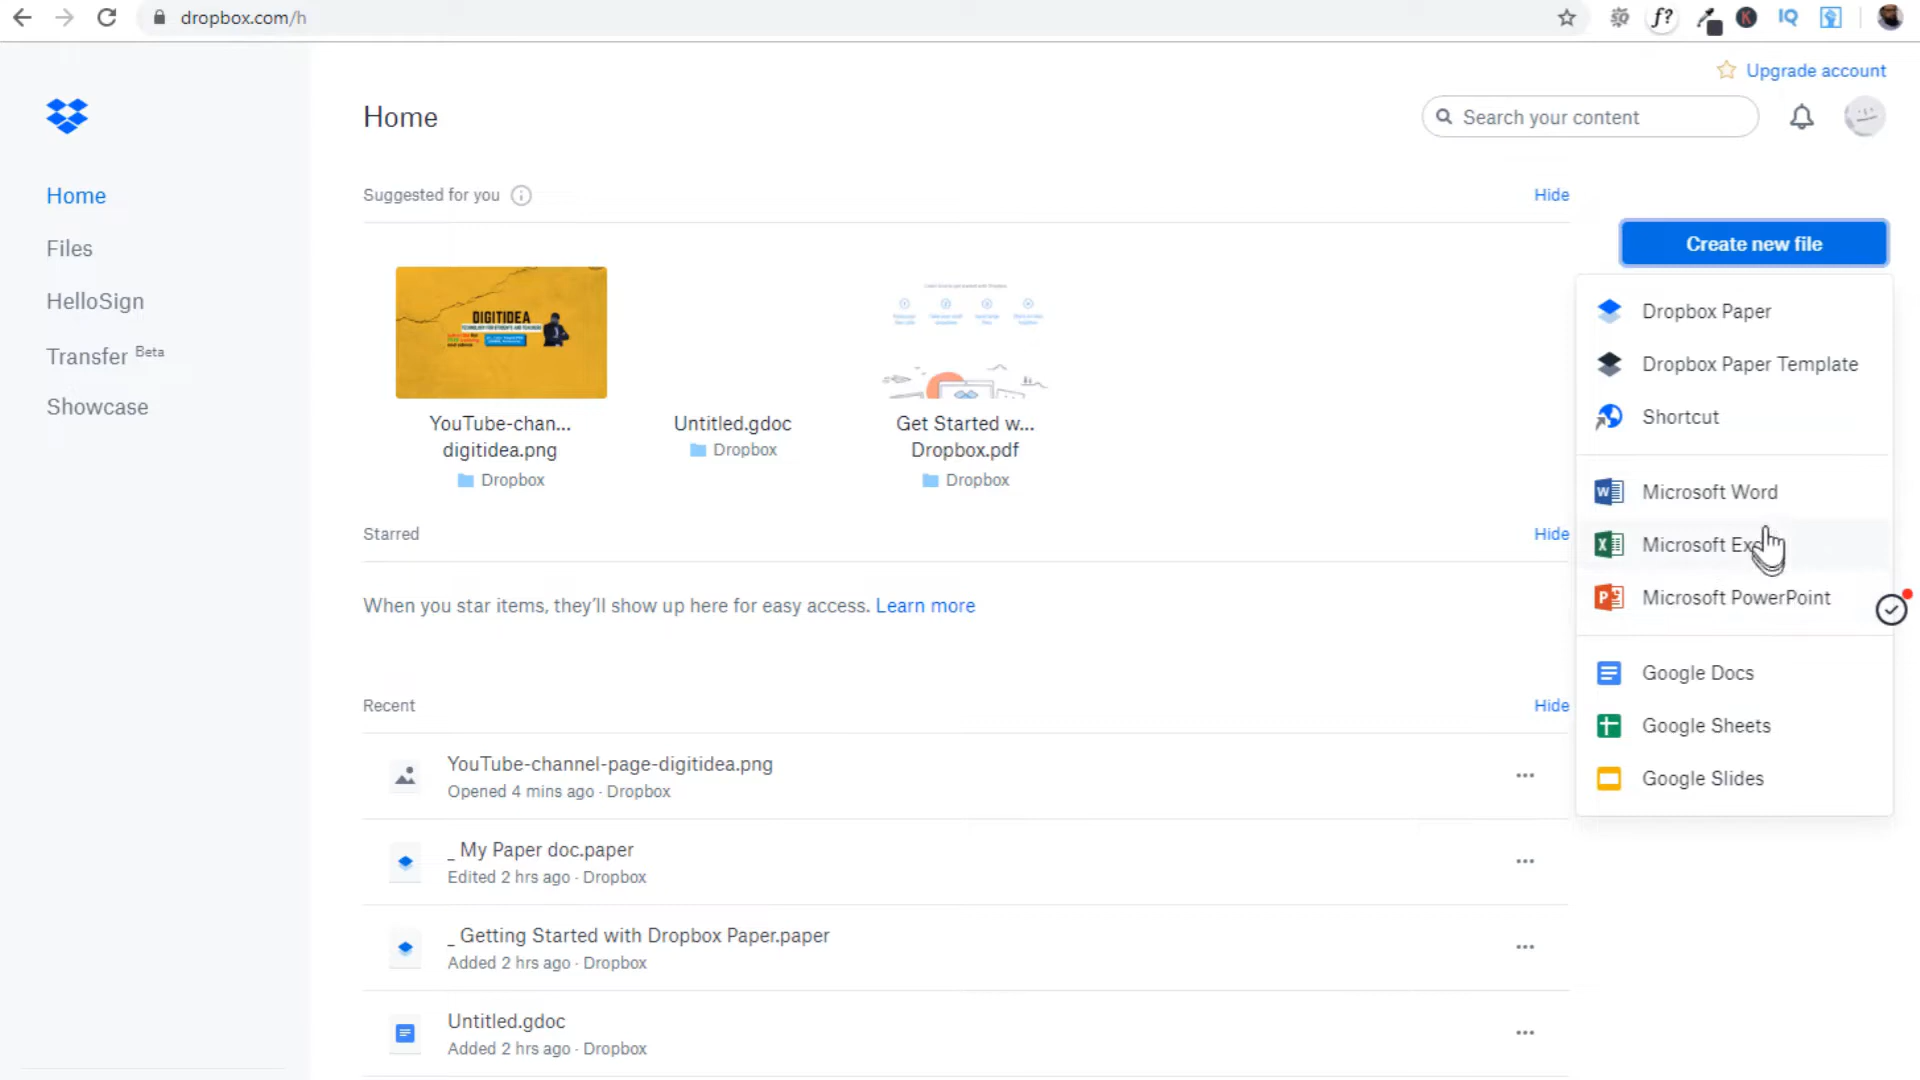 dropbox.com/h
f?
K
IQ
Upgrade account
Home
Search your content
Home
Files
HelloSign
Transfer Beta
Showcase
Suggested for you
Hide
DIGITIDEA
YouTube-chan...
digitidea.png
Dropbox
Untitled.gdoc
Dropbox
Get Started w...
Dropbox.pdf
Dropbox
Starred
Hide
When you star items, they’ll show up here for easy access. Learn more
Recent
Hide
YouTube-channel-page-digitidea.png
Opened 4 mins ago · Dropbox
_ My Paper doc.paper
Edited 2 hrs ago · Dropbox
_ Getting Started with Dropbox Paper.paper
Added 2 hrs ago · Dropbox
Untitled.gdoc
Added 2 hrs ago · Dropbox
Create new file
Dropbox Paper
Dropbox Paper Template
Shortcut
Microsoft Word
Microsoft Exc
Microsoft PowerPoint
Google Docs
Google Sheets
Google Slides